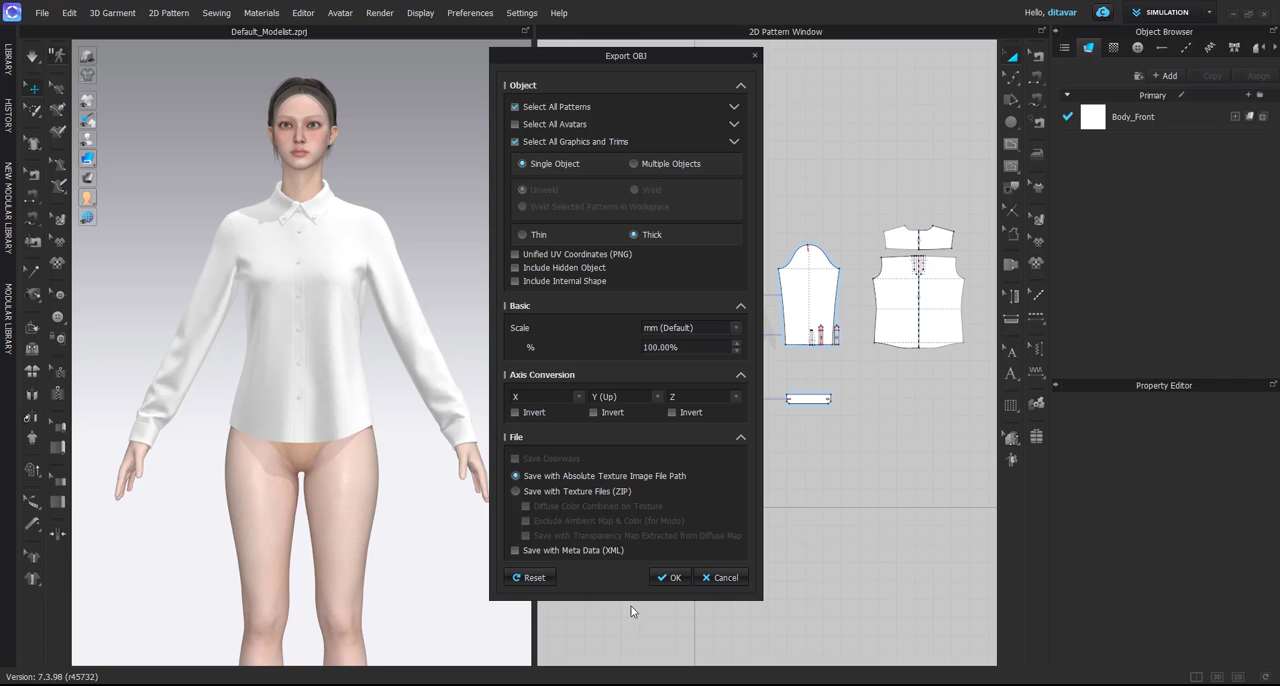 File Edit 3D Garment 2D Pattern Sewing Materials Editor Avatar Render Display Preferences Settings Help
Hello, ditavar
SIMULATION
Default_Modelist.zprj
2D Pattern Window
Object Browser
LIBRARY
HISTORY
NEW MODULAR LIBRARY
MODULAR LIBRARY
Export OBJ
Object
Select All Patterns
Select All Avatars
Select All Graphics and Trims
Single Object Multiple Objects
Unweld Weld
Weld Selected Patterns in Workspace
Thin Thick
Unified UV Coordinates (PNG)
Include Hidden Object
Include Internal Shape
Basic
Scale mm (Default)
% 100.00%
Axis Conversion
X Y (Up) Z
Invert Invert Invert
File
Save Colorways
Save with Absolute Texture Image File Path
Save with Texture Files (ZIP)
Diffuse Color Combined on Texture
Exclude Ambient Map & Color (for Modo)
Save with Transparency Map Extracted from Diffuse Map
Save with Meta Data (XML)
Reset OK Cancel
+ Add Copy Assign
Primary
Body_Front
Property Editor
Version: 7.3.98 (r45732)
3D 2D